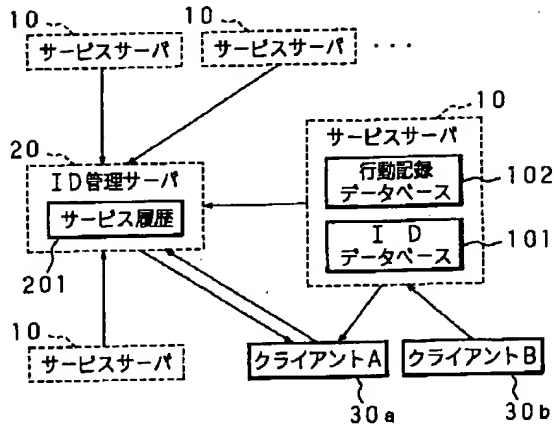 10
サービスサーバ
10
サービスサーバ
・・・
10
サービスサーバ
行動記録
データベース
102
I D
データベース
101
20
ID管理サーバ
サービス履歴
201
10
サービスサーバ
クライアントA
30a
クライアントB
30b